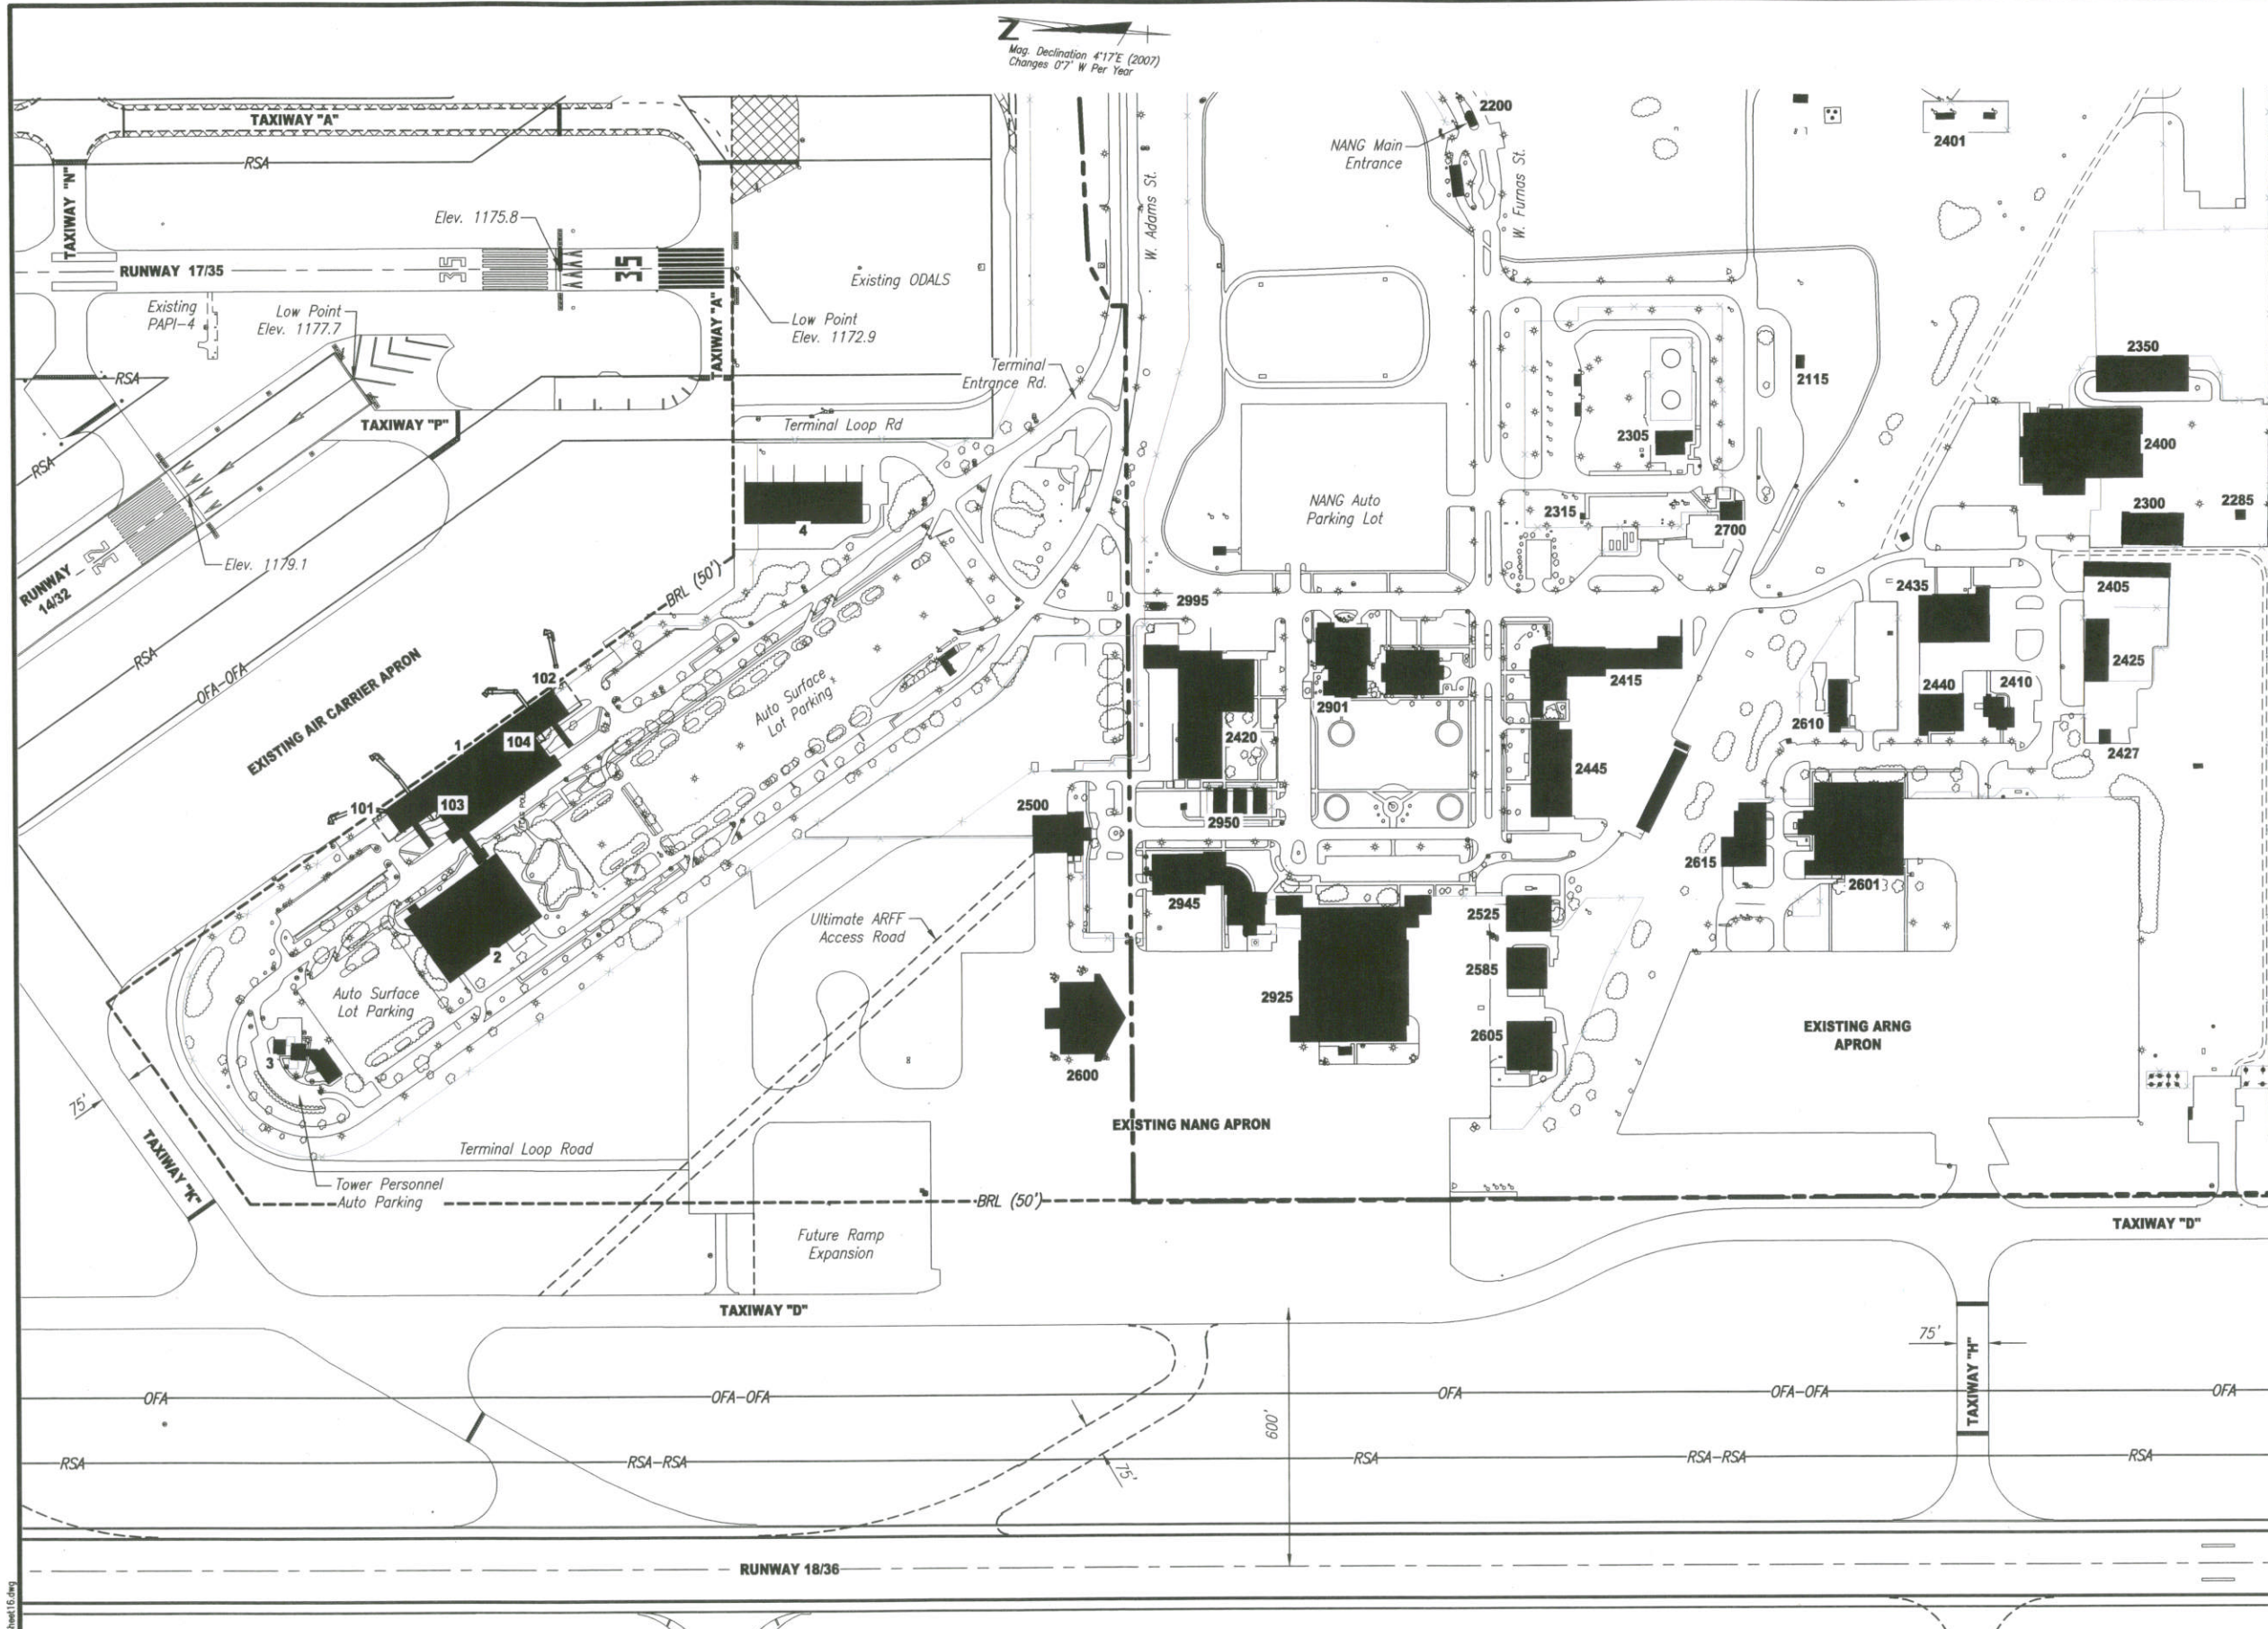 Z
Mag. Declination 4°17'E (2007)
Changes 0°7' W Per Year
TAXIWAY "A"
RSA
TAXIWAY "N"
Elev. 1175.8
RUNWAY 17/35
35
35
Existing ODALS
Existing
PAPI-4
Low Point
Elev. 1177.7
TAXIWAY "A"
Low Point
Elev. 1172.9
RSA
TAXIWAY "P"
RSA
Terminal
Entrance Rd.
Terminal Loop Rd
4
32
Elev. 1179.1
RUNWAY
14/32
RSA
OFA-OFA
BRL (50')
EXISTING AIR CARRIER APRON
102
104
1
101
103
2
Auto Surface
Lot Parking
Auto Surface
Lot Parking
3
75'
TAXIWAY "K"
Terminal Loop Road
Tower Personnel
Auto Parking
BRL (50')
Ultimate ARFF
Access Road
Future Ramp
Expansion
W. Adams St.
NANG Main
Entrance
2200
W. Furnas St.
2401
2115
2305
2315
2700
NANG Auto
Parking Lot
2350
2400
2300
2285
2995
2901
2420
2415
2445
2950
2500
2945
2925
2525
2585
2605
2600
2435
2405
2425
2440
2410
2610
2427
2615
2601
EXISTING ARNG
APRON
EXISTING NANG APRON
TAXIWAY "D"
TAXIWAY "D"
75'
TAXIWAY "H"
OFA
OFA-OFA
OFA
OFA-OFA
OFA
600'
RSA
RSA-RSA
75'
RSA
RSA-RSA
RSA
RUNWAY 18/36
heet16.dwg